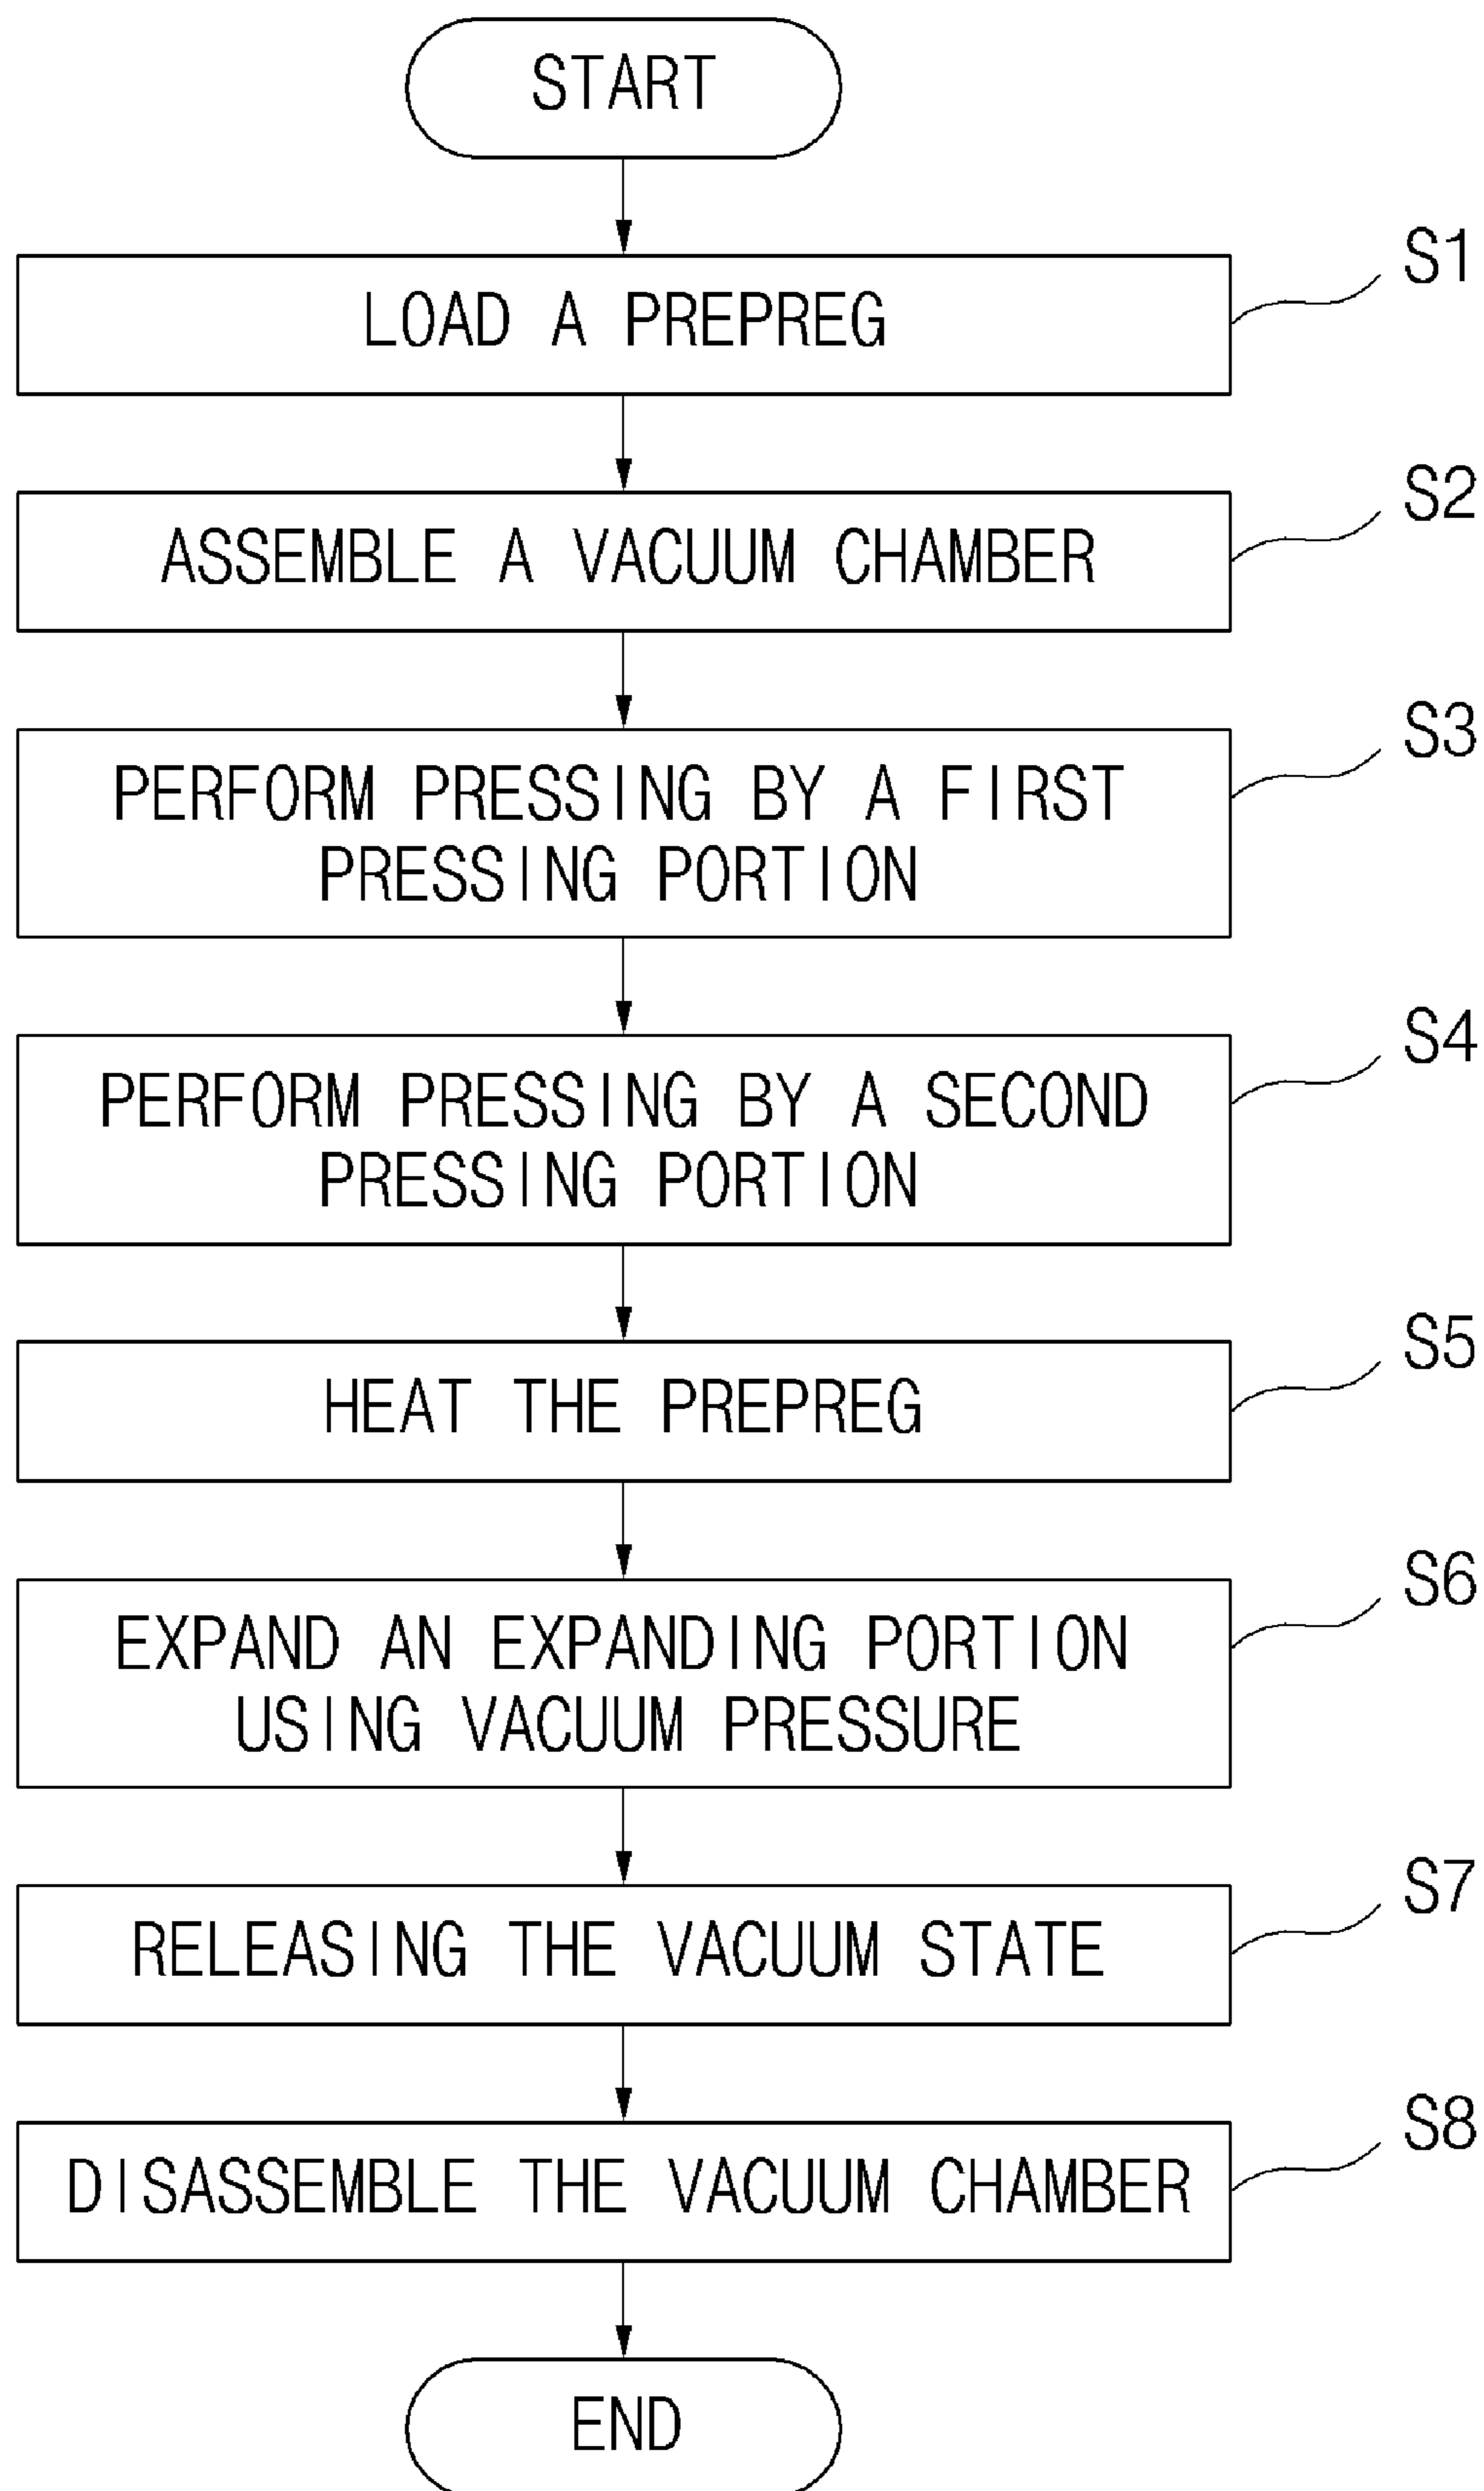 START
S1
LOAD A PREPREG
S2
ASSEMBLE A VACUUM CHAMBER
S3
PERFORM PRESSING BY A FIRST
PRESSING PORTION
S4
PERFORM PRESSING BY A SECOND
PRESSING PORTION
S5
HEAT THE PREPREG
S6
EXPAND AN EXPANDING PORTION
USING VACUUM PRESSURE
S7
RELEASING THE VACUUM STATE
S8
DISASSEMBLE THE VACUUM CHAMBER
END